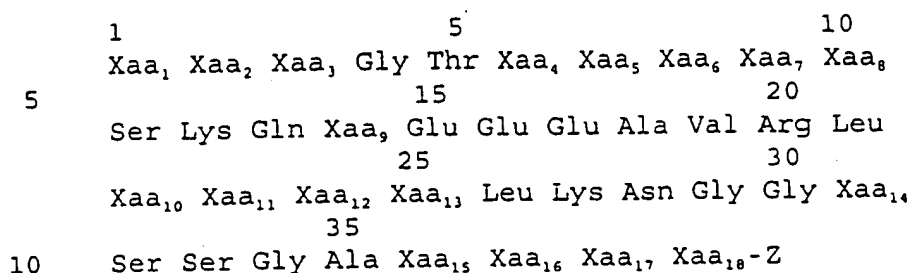 1 5 10
Xaa₁ Xaa₂ Xaa₃ Gly Thr Xaa₄ Xaa₅ Xaa₆ Xaa₇ Xaa₈
5 15 20
Ser Lys Gln Xaa₉ Glu Glu Glu Ala Val Arg Leu
25 30
Xaa₁₀ Xaa₁₁ Xaa₁₂ Xaa₁₃ Leu Lys Asn Gly Gly Xaa₁₄
35
10 Ser Ser Gly Ala Xaa₁₅ Xaa₁₆ Xaa₁₇ Xaa₁₈-Z